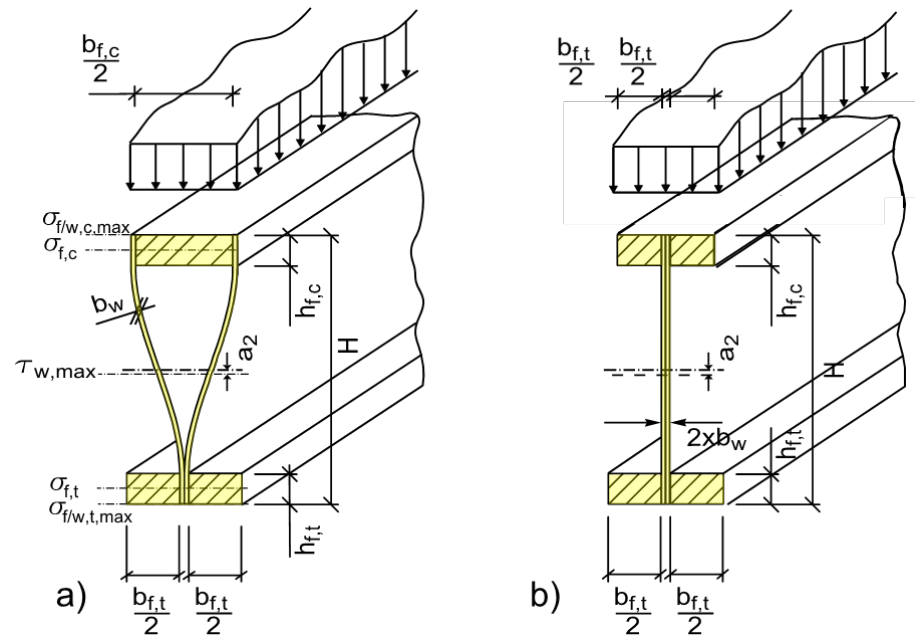 b_f,c/2
σ_f/w,c,max
σ_f,c
b_w
h_f,c
a_2
H
τ_w,max
σ_f,t
σ_f/w,t,max
h_f,t
a)
b_f,t/2 b_f,t/2
b_f,t/2 b_f,t/2
h_f,c
a_2
H
2xb_w
h_f,t
b)
b_f,t/2 b_f,t/2